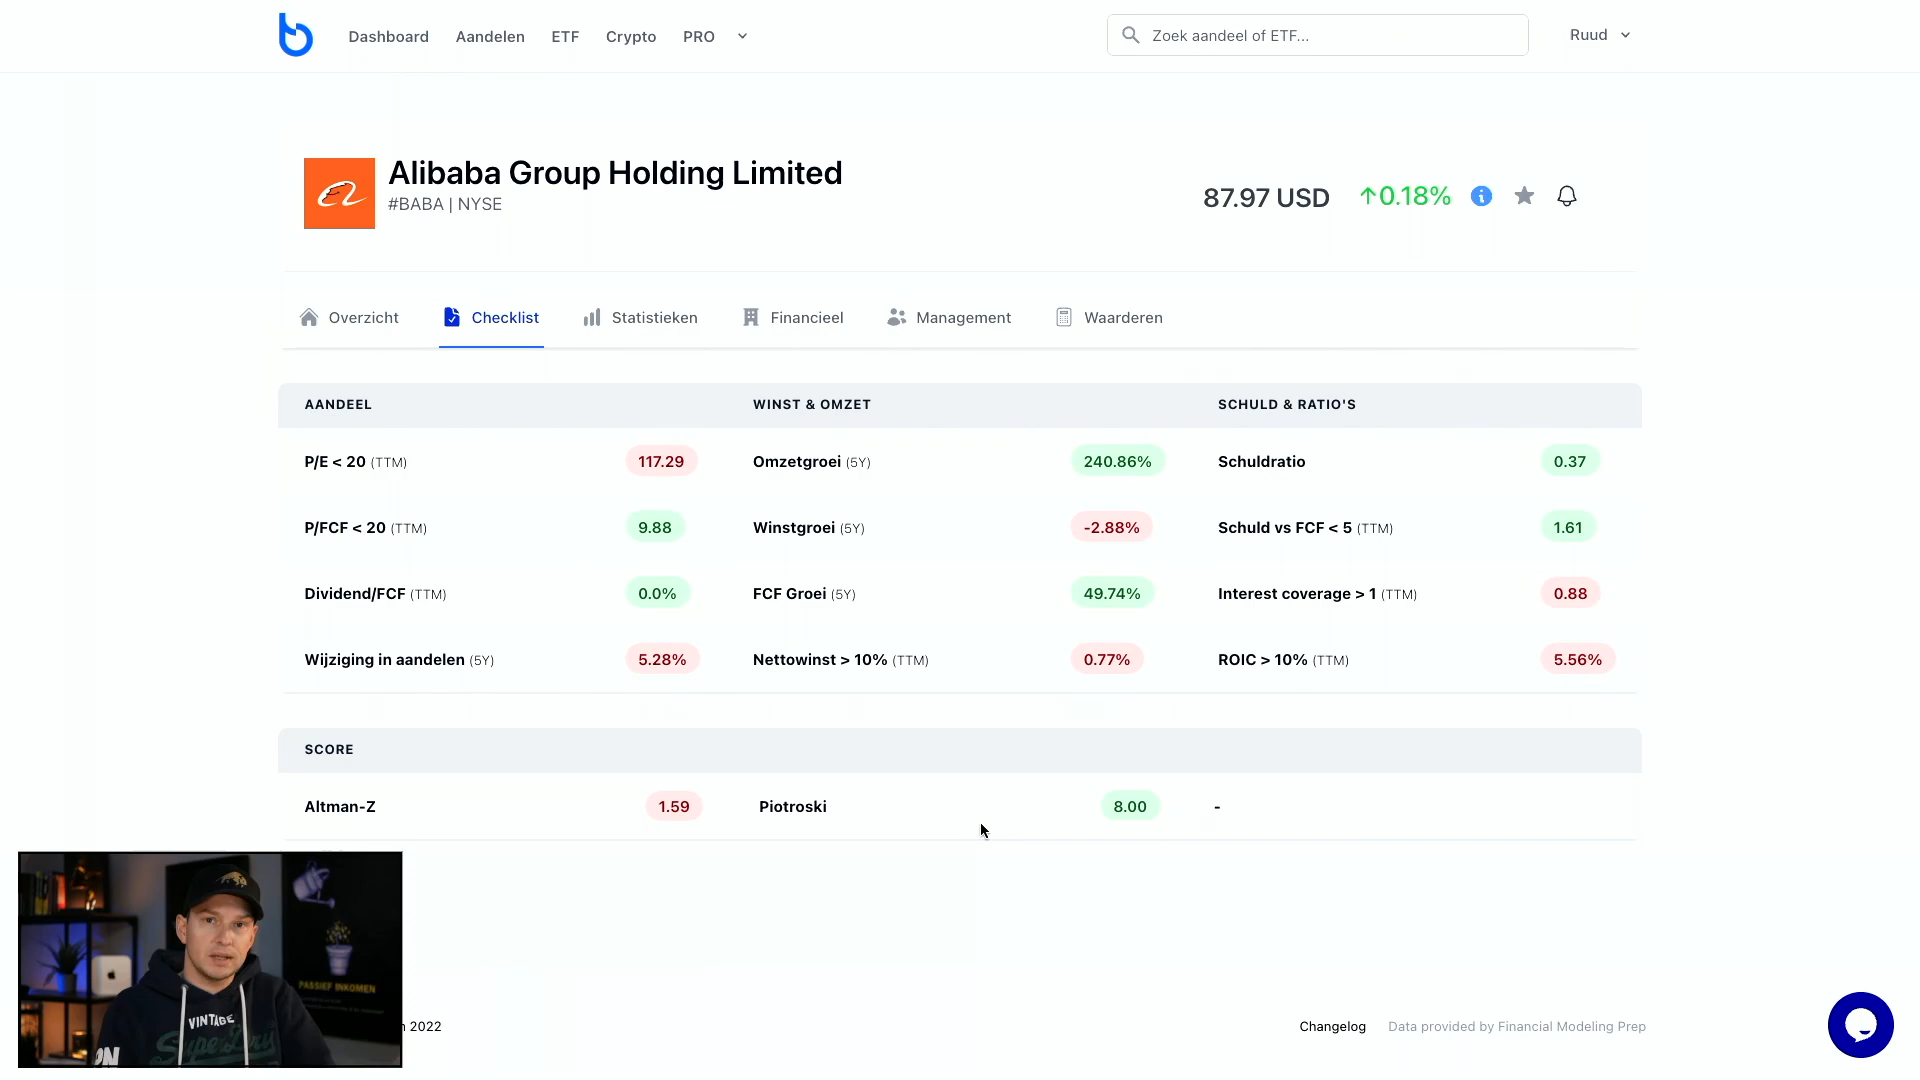 Dashboard Aandelen ETF Crypto PRO
Zoek aandeel of ETF...
Ruud
Alibaba Group Holding Limited
#BABA | NYSE
87.97 USD ↑0.18%
Overzicht Checklist Statistieken Financieel Management Waarderen
AANDEEL WINST & OMZET SCHULD & RATIO'S
P/E < 20 (TTM) 117.29 Omzetgroei (5Y) 240.86% Schuldratio 0.37
P/FCF < 20 (TTM) 9.88 Winstgroei (5Y) -2.88% Schuld vs FCF < 5 (TTM) 1.61
Dividend/FCF (TTM) 0.0% FCF Groei (5Y) 49.74% Interest coverage > 1 (TTM) 0.88
Wijziging in aandelen (5Y) 5.28% Nettowinst > 10% (TTM) 0.77% ROIC > 10% (TTM) 5.56%
SCORE
Altman-Z 1.59 Piotroski 8.00 -
PASSIEF INKOMEN
VINTAGE
Superdry
2022
Changelog Data provided by Financial Modeling Prep